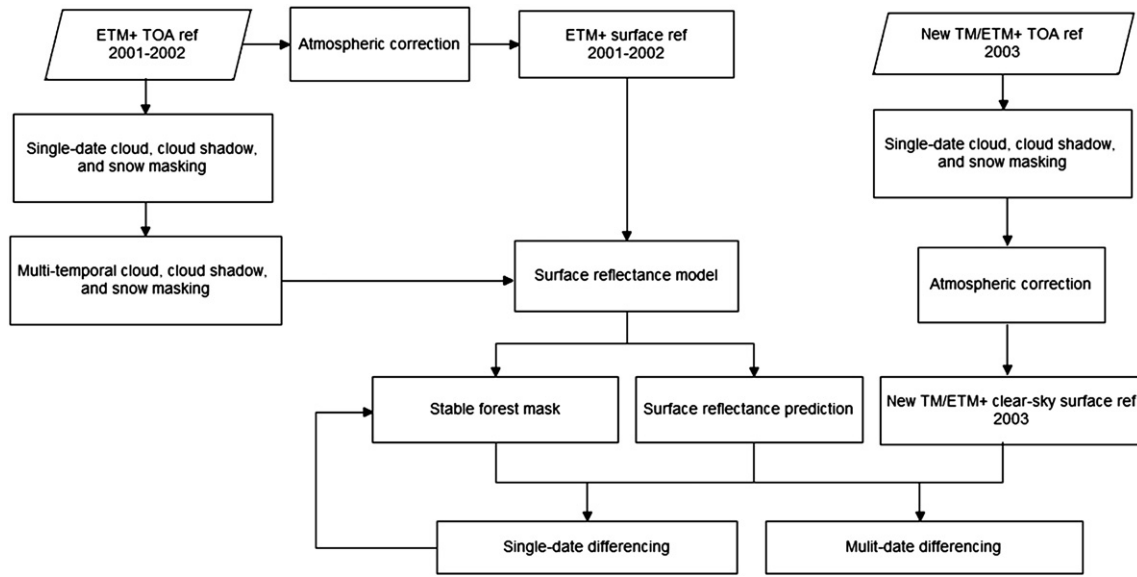 ETM+ TOA ref
2001-2002
Atmospheric correction
ETM+ surface ref
2001-2002
New TM/ETM+ TOA ref
2003
Single-date cloud, cloud shadow,
and snow masking
Single-date cloud, cloud shadow,
and snow masking
Multi-temporal cloud, cloud shadow,
and snow masking
Surface reflectance model
Atmospheric correction
Stable forest mask
Surface reflectance prediction
New TM/ETM+ clear-sky surface ref
2003
Single-date differencing
Mulit-date differencing